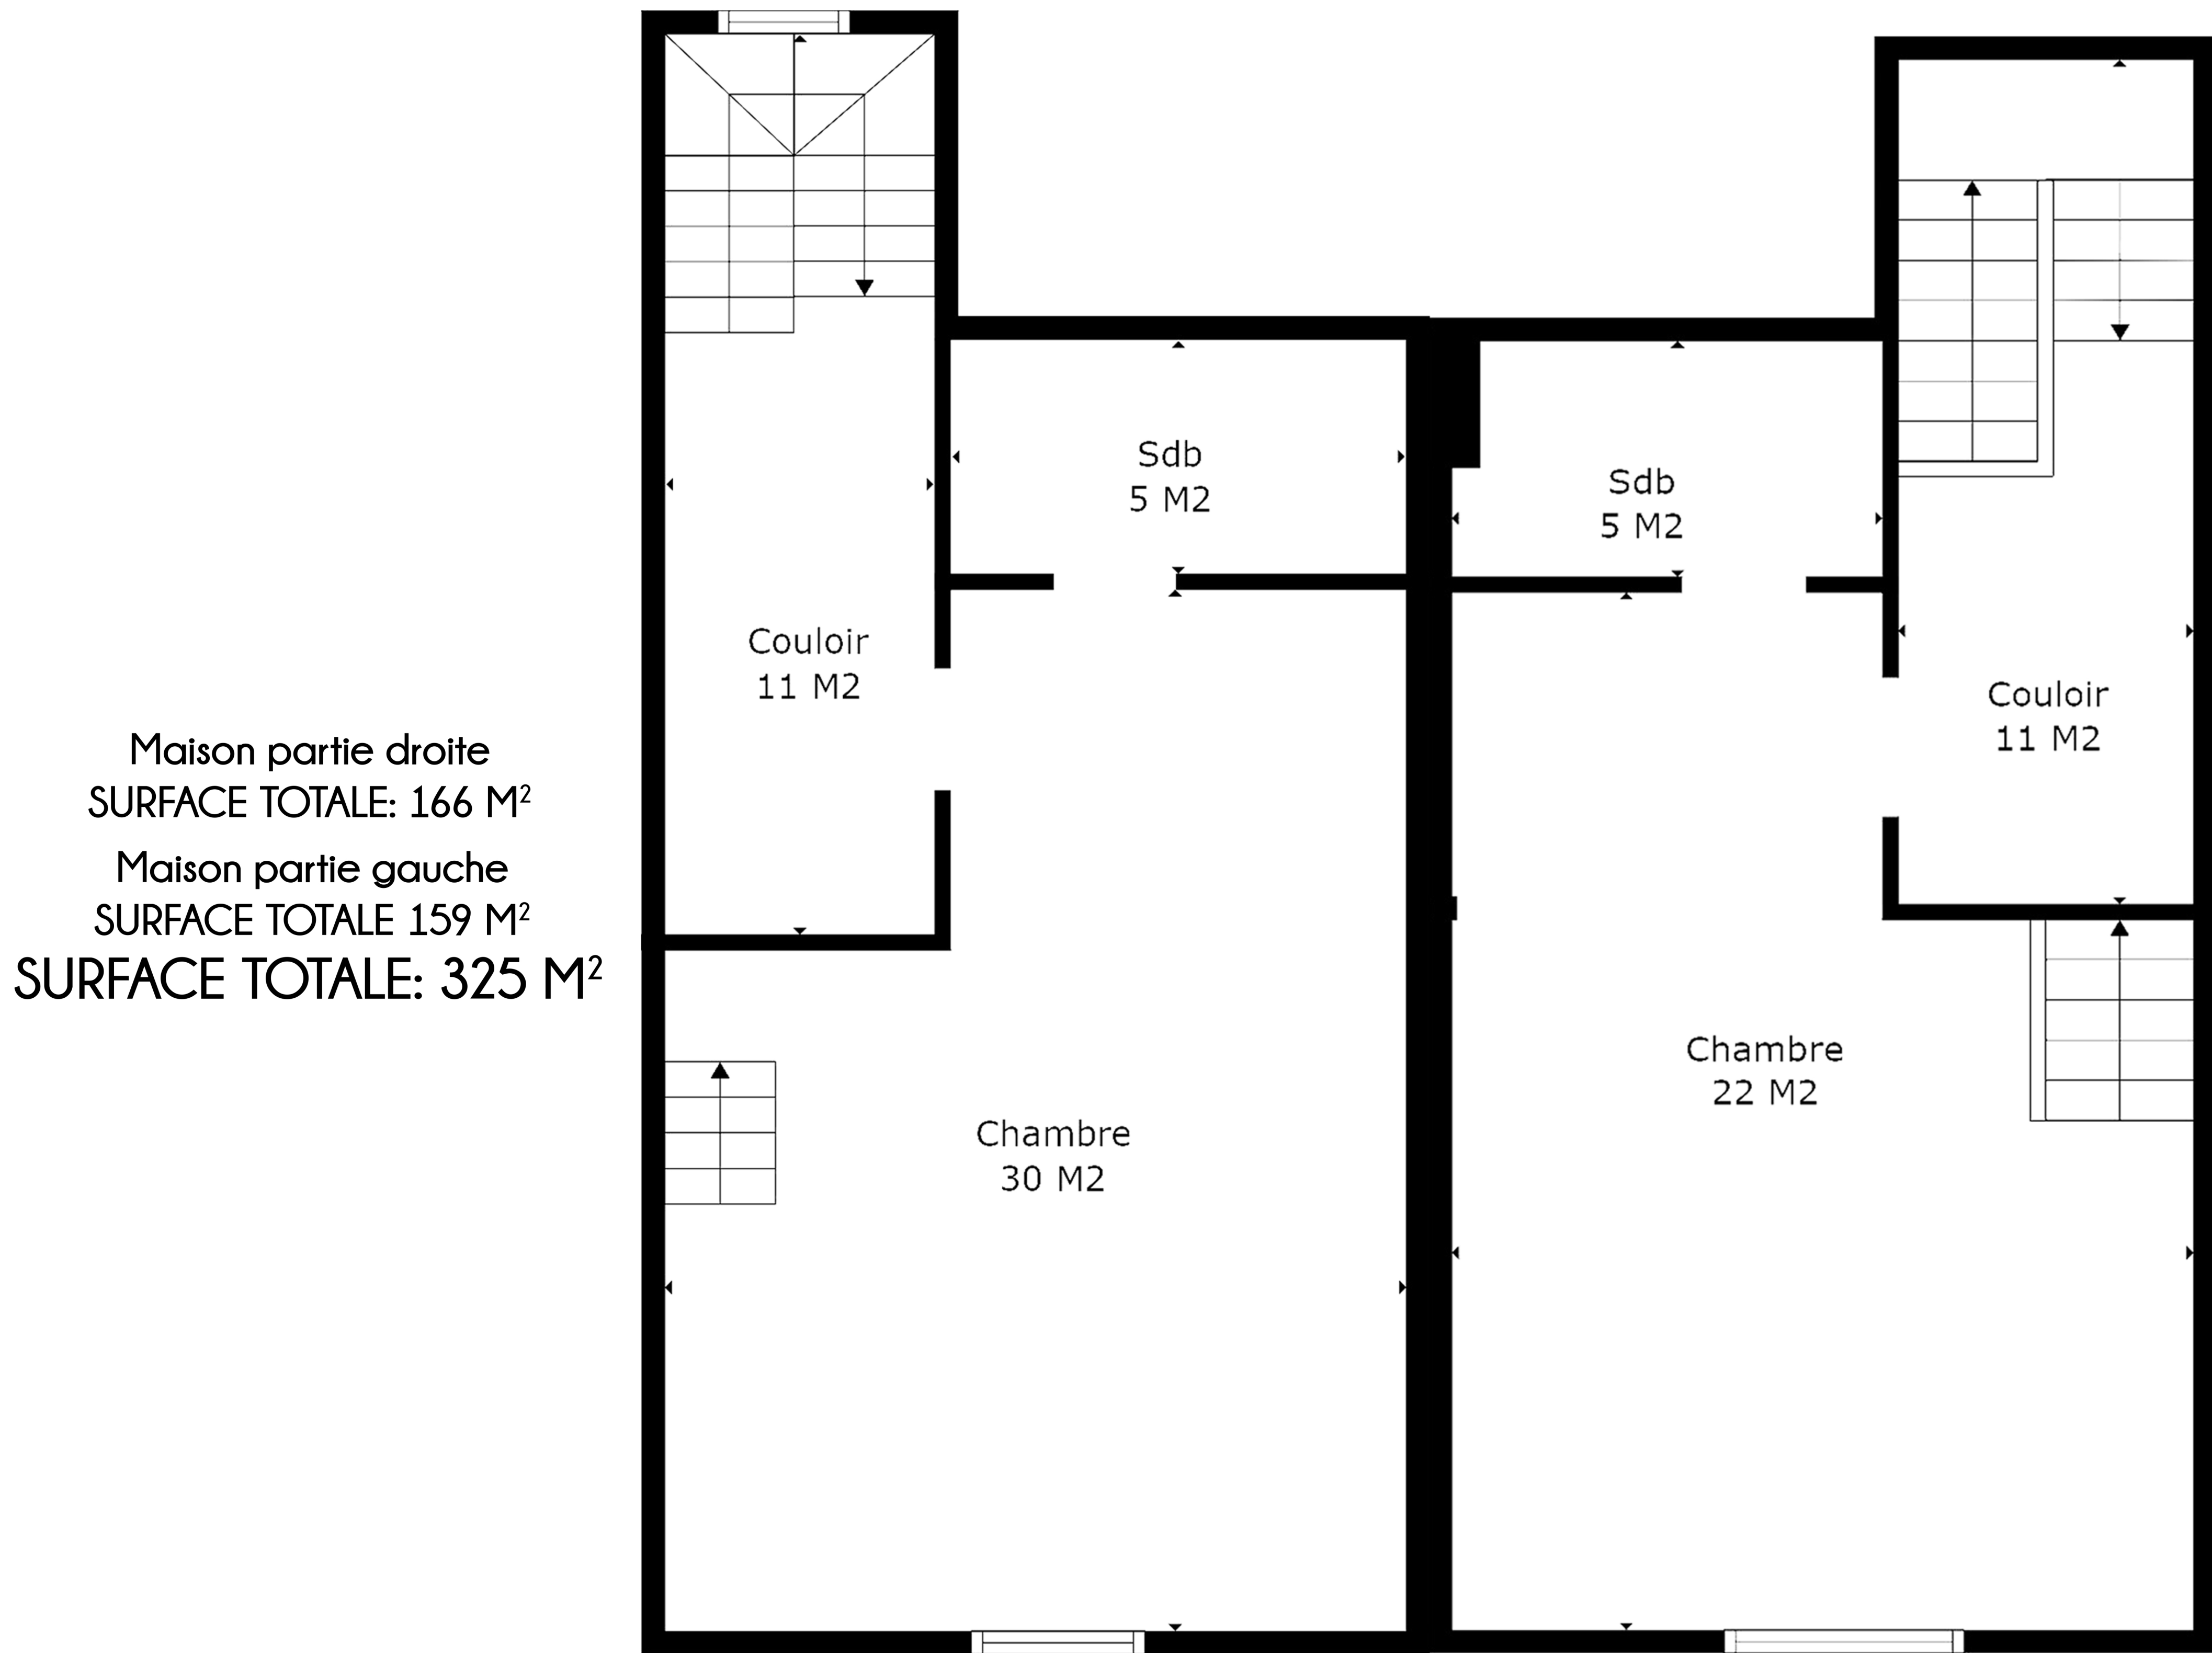 Maison partie droite
SURFACE TOTALE: 166 M²
Maison partie gauche
SURFACE TOTALE 159 M²
SURFACE TOTALE: 325 M²
Sdb
5 M2
Couloir
11 M2
Chambre
30 M2
Sdb
5 M2
Couloir
11 M2
Chambre
22 M2